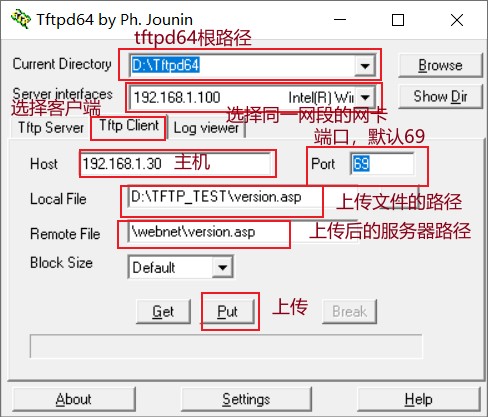 Tftpd64 by Ph. Jounin
tftpd64根路径
Current Directory D:\Tftpd64 Browse
Server interfaces 192.168.1.100 Intel(R) Wir Show Dir
选择客户端 选择同一网段的网卡
Tftp Server Tftp Client Log viewer 端口，默认69
Host 192.168.1.30 主机 Port 69
Local File D:\TFTP_TEST\version.asp 上传文件的路径
Remote File \webnet\version.asp 上传后的服务器路径
Block Size Default
Get Put 上传 Break
About Settings Help